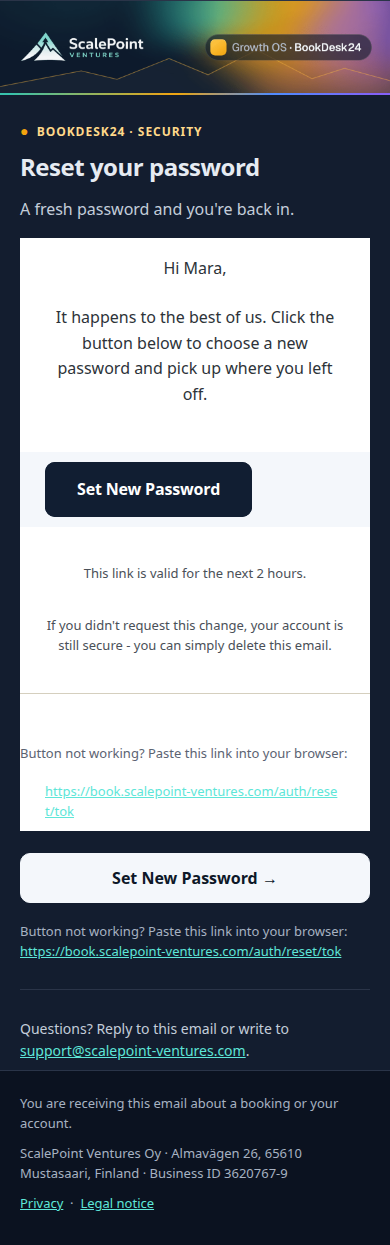 ScalePoint
VENTURES
Growth OS · BookDesk24
BOOKDESK24 · SECURITY
Reset your password
A fresh password and you're back in.
Hi Mara,
It happens to the best of us. Click the
button below to choose a new
password and pick up where you left
off.
Set New Password
This link is valid for the next 2 hours.
If you didn't request this change, your account is
still secure - you can simply delete this email.
Button not working? Paste this link into your browser:
https://book.scalepoint-ventures.com/auth/rese
t/tok
Set New Password →
Button not working? Paste this link into your browser:
https://book.scalepoint-ventures.com/auth/reset/tok
Questions? Reply to this email or write to
support@scalepoint-ventures.com.
You are receiving this email about a booking or your
account.
ScalePoint Ventures Oy · Almavägen 26, 65610
Mustasaari, Finland · Business ID 3620767-9
Privacy · Legal notice